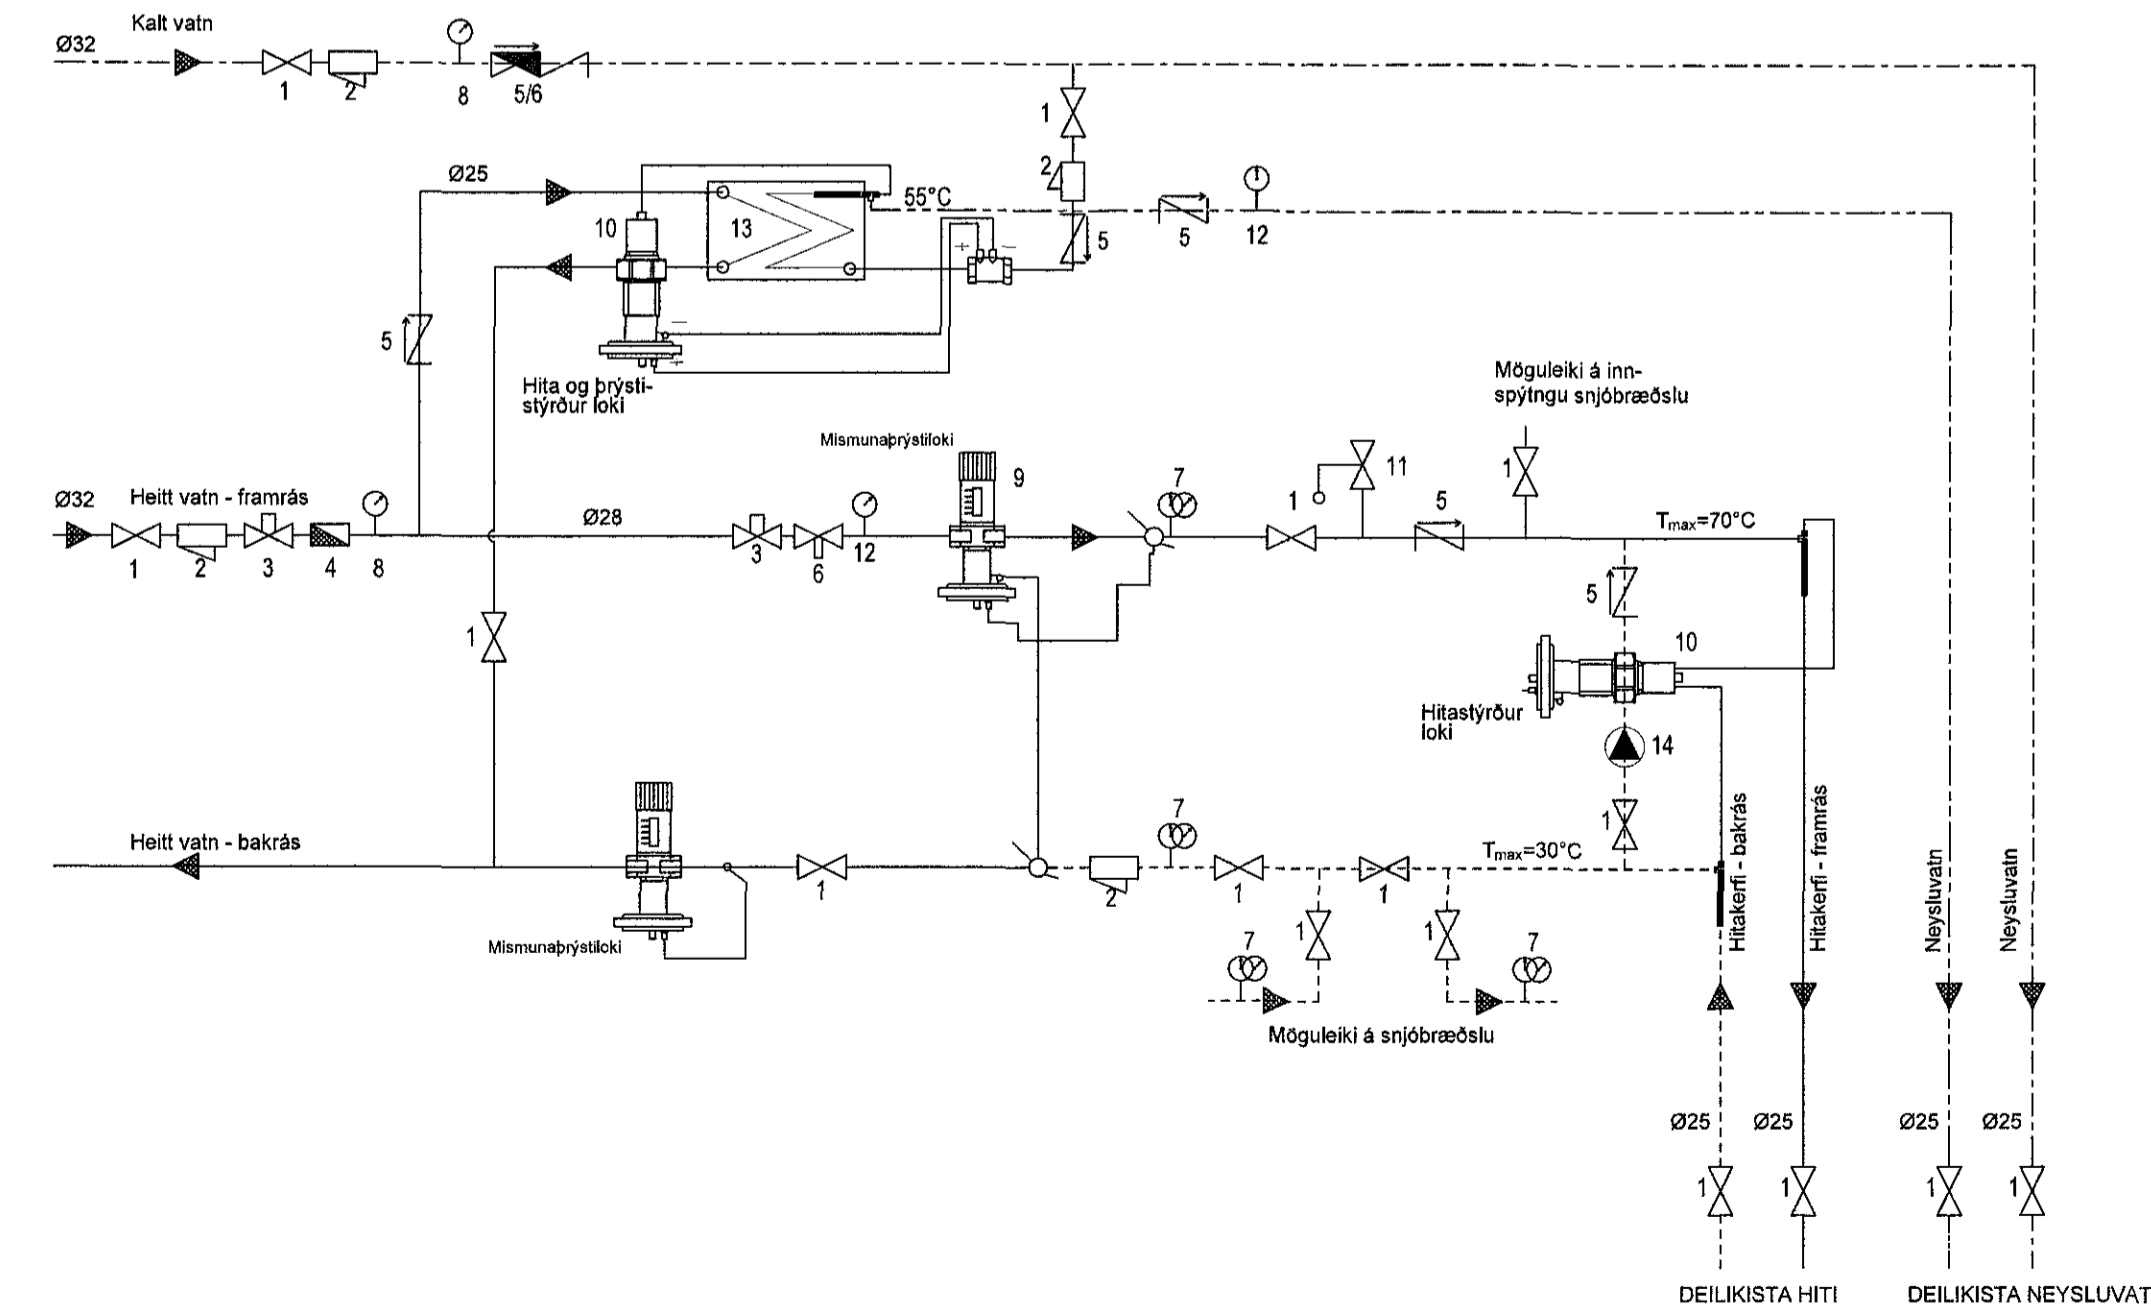 Kalt vatn
Ø32
1
2
8
5/6
1
2
Ø25
55°C
10
13
+
−
5
5
12
5
−
+
Hita og þrýsti-
stýrður loki
Möguleiki á inn-
spýtngu snjóbræðslu
Mismunaþrýstiloki
9
7
1
11
5
1
Ø32
Heitt vatn - framrás
Ø28
Tmax=70°C
1
2
3
4
8
3
6
12
5
1
10
Hitastýrður
loki
14
1
Heitt vatn - bakrás
7
Tmax=30°C
1
2
1
1
Mismunaþrýstiloki
1
1
7
7
Möguleiki á snjóbræðslu
Hitakerfi - bakrás
Hitakerfi - framrás
Neysluvatn
Neysluvatn
Ø25
Ø25
Ø25
Ø25
1
1
1
1
DEILIKISTA HITI
DEILIKISTA NEYSLUVAT